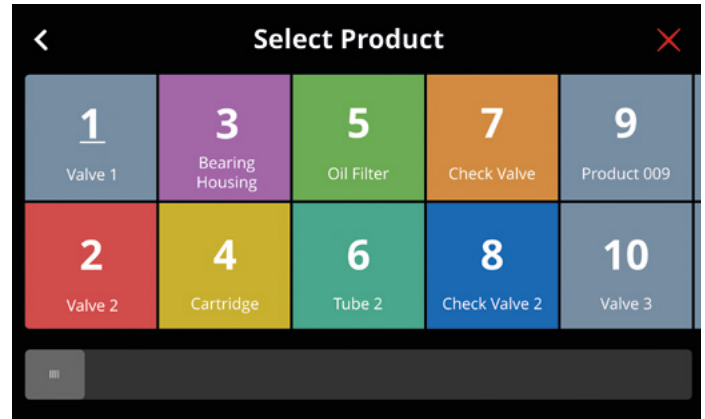 Select Product
1
Valve 1
3
Bearing
Housing
5
Oil Filter
7
Check Valve
9
Product 009
2
Valve 2
4
Cartridge
6
Tube 2
8
Check Valve 2
10
Valve 3